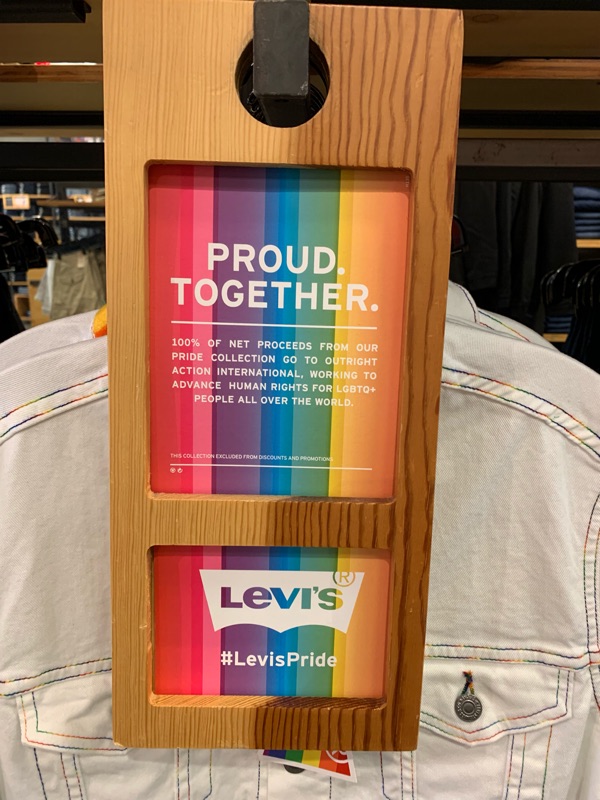 PROUD.
TOGETHER.
100% OF NET PROCEEDS FROM OUR
PRIDE COLLECTION GO TO OUTRIGHT
ACTION INTERNATIONAL, WORKING TO
ADVANCE HUMAN RIGHTS FOR LGBTQ+
PEOPLE ALL OVER THE WORLD.
THIS COLLECTION EXCLUDED FROM DISCOUNTS AND PROMOTIONS.
LEVI'S®
#LevisPride